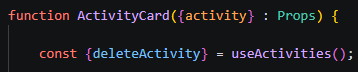 function ActivityCard({activity} : Props) {
const {deleteActivity} = useActivities();